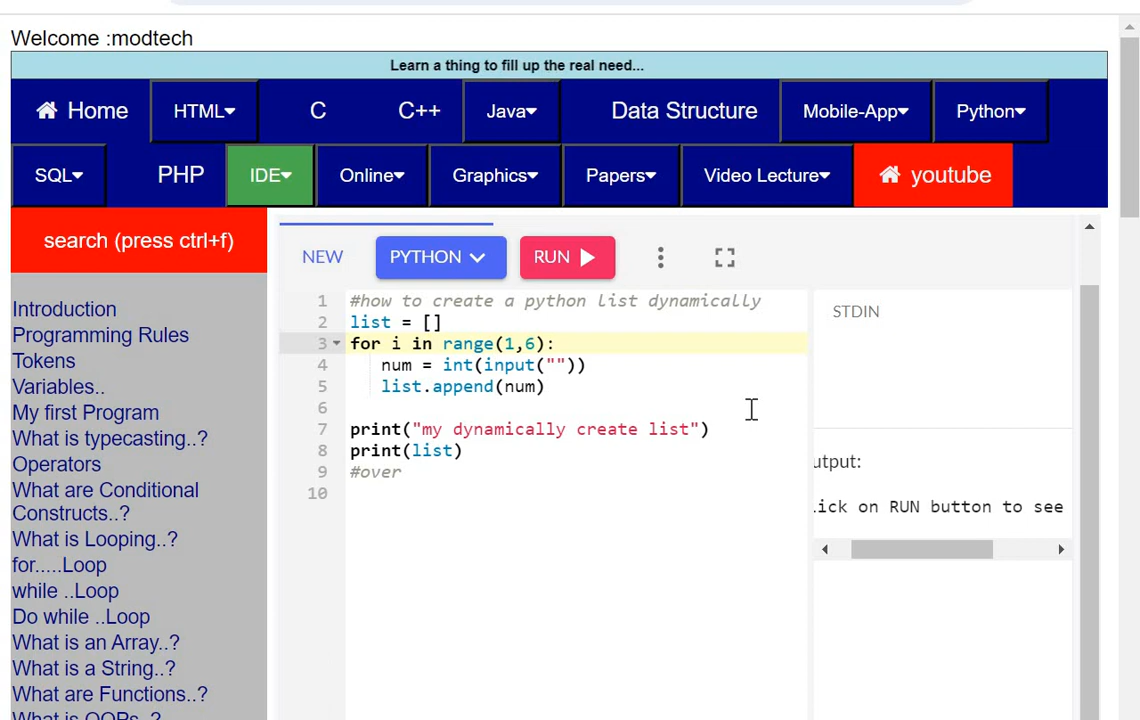 Welcome :modtech
Learn a thing to fill up the real need...
Home HTML▾ C C++ Java▾ Data Structure Mobile-App▾ Python▾
SQL▾ PHP IDE▾ Online▾ Graphics▾ Papers▾ Video Lecture▾ youtube
search (press ctrl+f)
Introduction
Programming Rules
Tokens
Variables..
My first Program
What is typecasting..?
Operators
What are Conditional
Constructs..?
What is Looping..?
for.....Loop
while ..Loop
Do while ..Loop
What is an Array..?
What is a String..?
What are Functions..?
What is OOPs..?
NEW PYTHON RUN
1 #how to create a python list dynamically
2 list = []
3 for i in range(1,6):
4 num = int(input(""))
5 list.append(num)
6
7 print("my dynamically create list")
8 print(list)
9 #over
10
STDIN
utput:
ick on RUN button to see